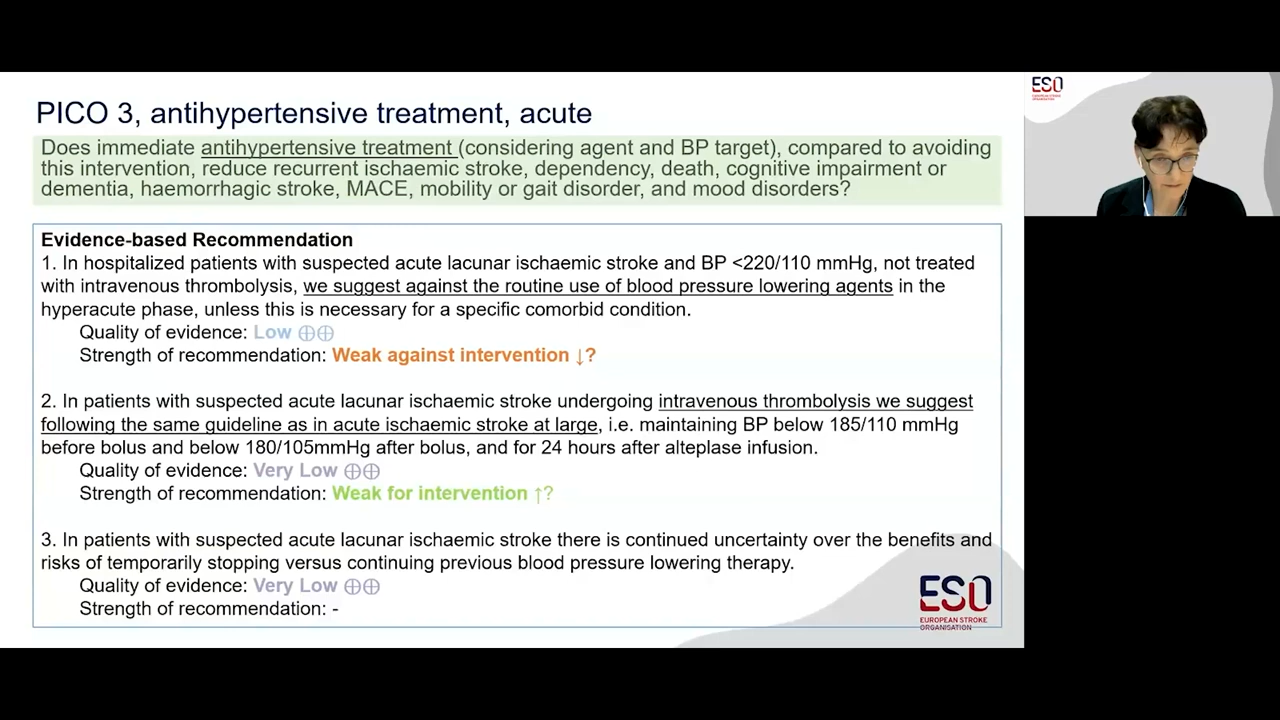 PICO 3, antihypertensive treatment, acute
Does immediate antihypertensive treatment (considering agent and BP target), compared to avoiding
this intervention, reduce recurrent ischaemic stroke, dependency, death, cognitive impairment or
dementia, haemorrhagic stroke, MACE, mobility or gait disorder, and mood disorders?
Evidence-based Recommendation
1. In hospitalized patients with suspected acute lacunar ischaemic stroke and BP <220/110 mmHg, not treated
with intravenous thrombolysis, we suggest against the routine use of blood pressure lowering agents in the
hyperacute phase, unless this is necessary for a specific comorbid condition.
Quality of evidence: Low ⊕⊕
Strength of recommendation: Weak against intervention ↓?
2. In patients with suspected acute lacunar ischaemic stroke undergoing intravenous thrombolysis we suggest
following the same guideline as in acute ischaemic stroke at large, i.e. maintaining BP below 185/110 mmHg
before bolus and below 180/105mmHg after bolus, and for 24 hours after alteplase infusion.
Quality of evidence: Very Low ⊕⊕
Strength of recommendation: Weak for intervention ↑?
3. In patients with suspected acute lacunar ischaemic stroke there is continued uncertainty over the benefits and
risks of temporarily stopping versus continuing previous blood pressure lowering therapy.
Quality of evidence: Very Low ⊕⊕
Strength of recommendation: -
ESO
EUROPEAN STROKE
ORGANISATION
ESO
EUROPEAN STROKE
ORGANISATION